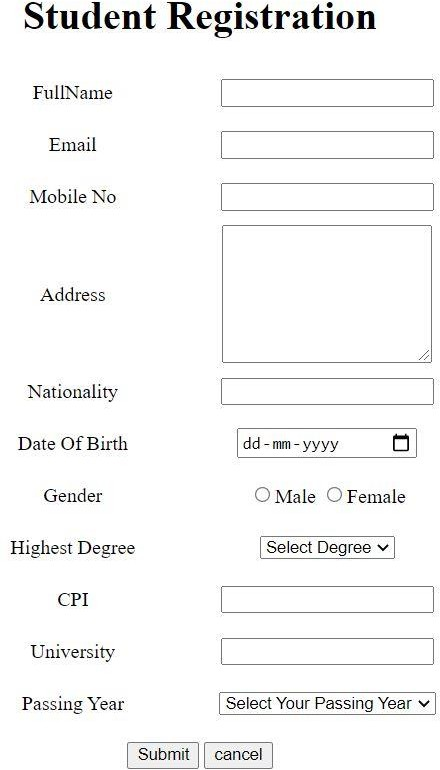 Student Registration
FullName
Email
Mobile No
Address
Nationality
Date Of Birth dd-mm-yyyy
Gender Male Female
Highest Degree Select Degree
CPI
University
Passing Year Select Your Passing Year
Submit cancel